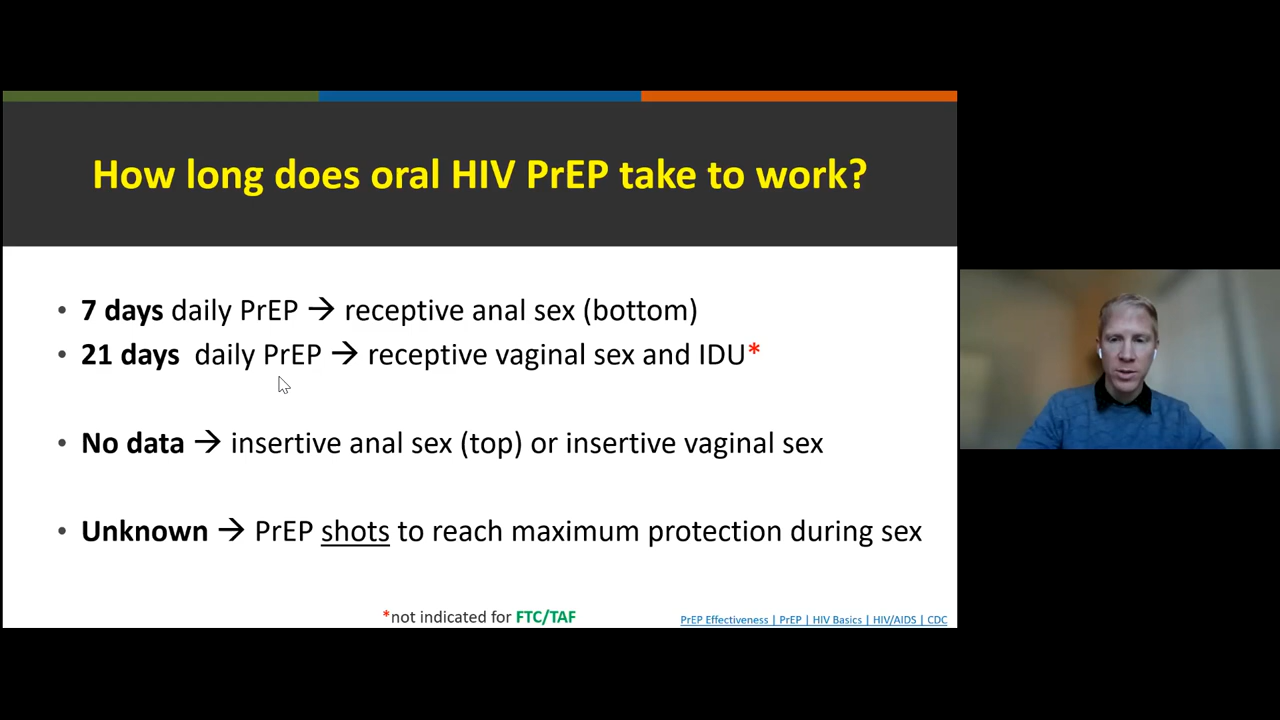 How long does oral HIV PrEP take to work?
• 7 days daily PrEP → receptive anal sex (bottom)
• 21 days daily PrEP → receptive vaginal sex and IDU*
• No data → insertive anal sex (top) or insertive vaginal sex
• Unknown → PrEP shots to reach maximum protection during sex
*not indicated for FTC/TAF
PrEP Effectiveness | PrEP | HIV Basics | HIV/AIDS | CDC